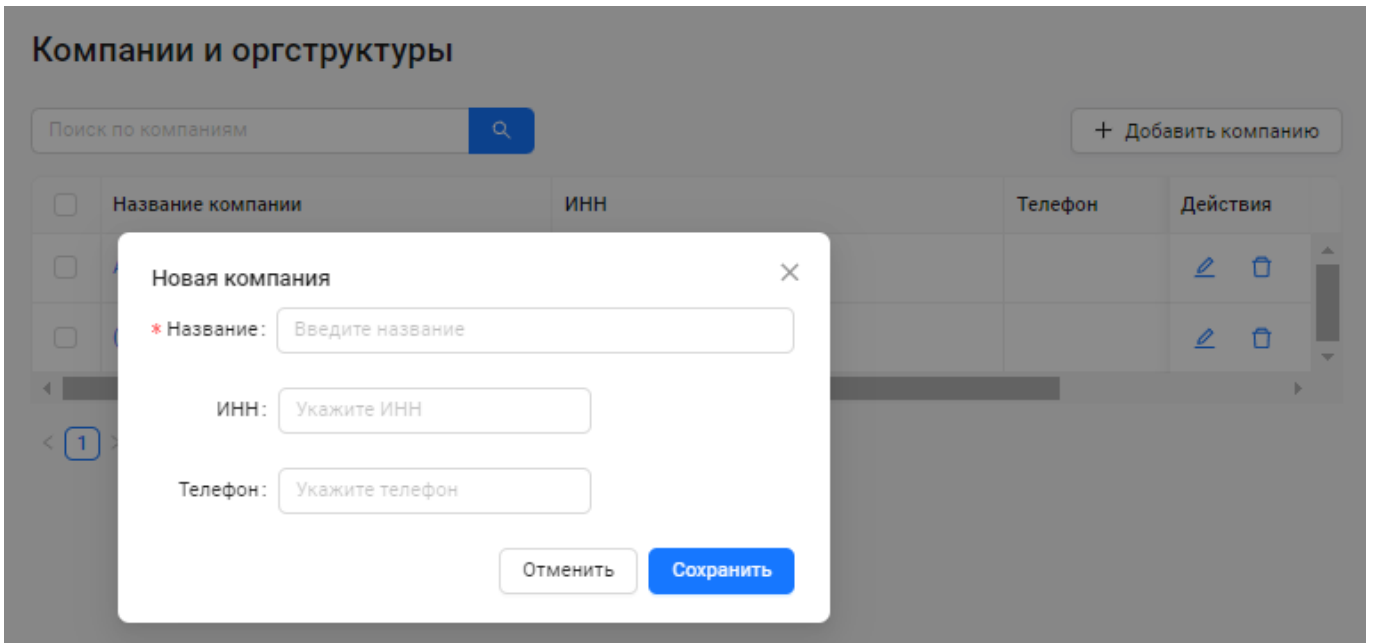 Компании и оргструктуры
Поиск по компаниям
+ Добавить компанию
Название компании ИНН Телефон Действия
Новая компания
* Название: Введите название
ИНН: Укажите ИНН
Телефон: Укажите телефон
< 1 >
Отменить Сохранить